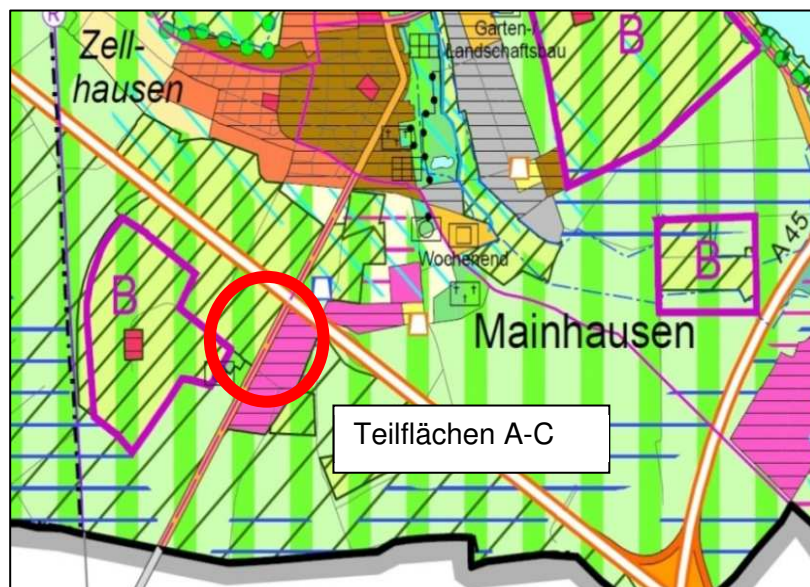 R
Zell-
hausen
Garten-/
Landschaftsbau
B
B
B
A 45
Wochenend
Mainhausen
Teilflächen A-C